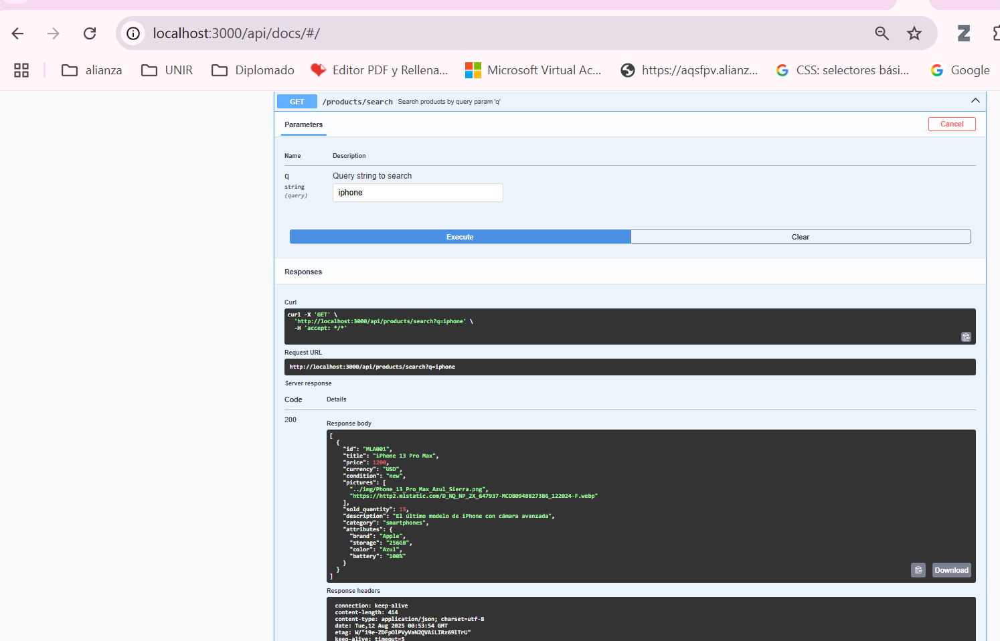 localhost:3000/api/docs/#/
alianza UNIR Diplomado Editor PDF y Rellena... Microsoft Virtual Ac... https://aqsfpv.alianz... CSS: selectores bási... Google
GET /products/search Search products by query param 'q'
Parameters Cancel
Name Description
q Query string to search
string iphone
(query)
Execute Clear
Responses
Curl
curl -X 'GET' \
'http://localhost:3000/api/products/search?q=iphone' \
-H 'accept: */*'
Request URL
http://localhost:3000/api/products/search?q=iphone
Server response
Code Details
200 Response body
[
{
"id": "MLA001",
"title": "iPhone 13 Pro Max",
"price": 1200,
"currency": "USD",
"condition": "new",
"pictures": [
"../img/Phone_13_Pro_Max_Azul_Sierra.png",
"https://http2.mlstatic.com/D_NQ_NP_2X_647937-MCO80948827386_122024-F.webp"
],
"sold_quantity": 15,
"description": "El último modelo de iPhone con cámara avanzada",
"category": "smartphones",
"attributes": {
"brand": "Apple",
"storage": "256GB",
"color": "Azul",
"battery": "100%"
}
}
]
Download
Response headers
connection: keep-alive
content-length: 414
content-type: application/json; charset=utf-8
date: Tue,12 Aug 2025 00:53:54 GMT
etag: W/"19e-ZDFpOlPVyVaN2QVAiLIRz69lTrU"
keep-alive: timeout=5